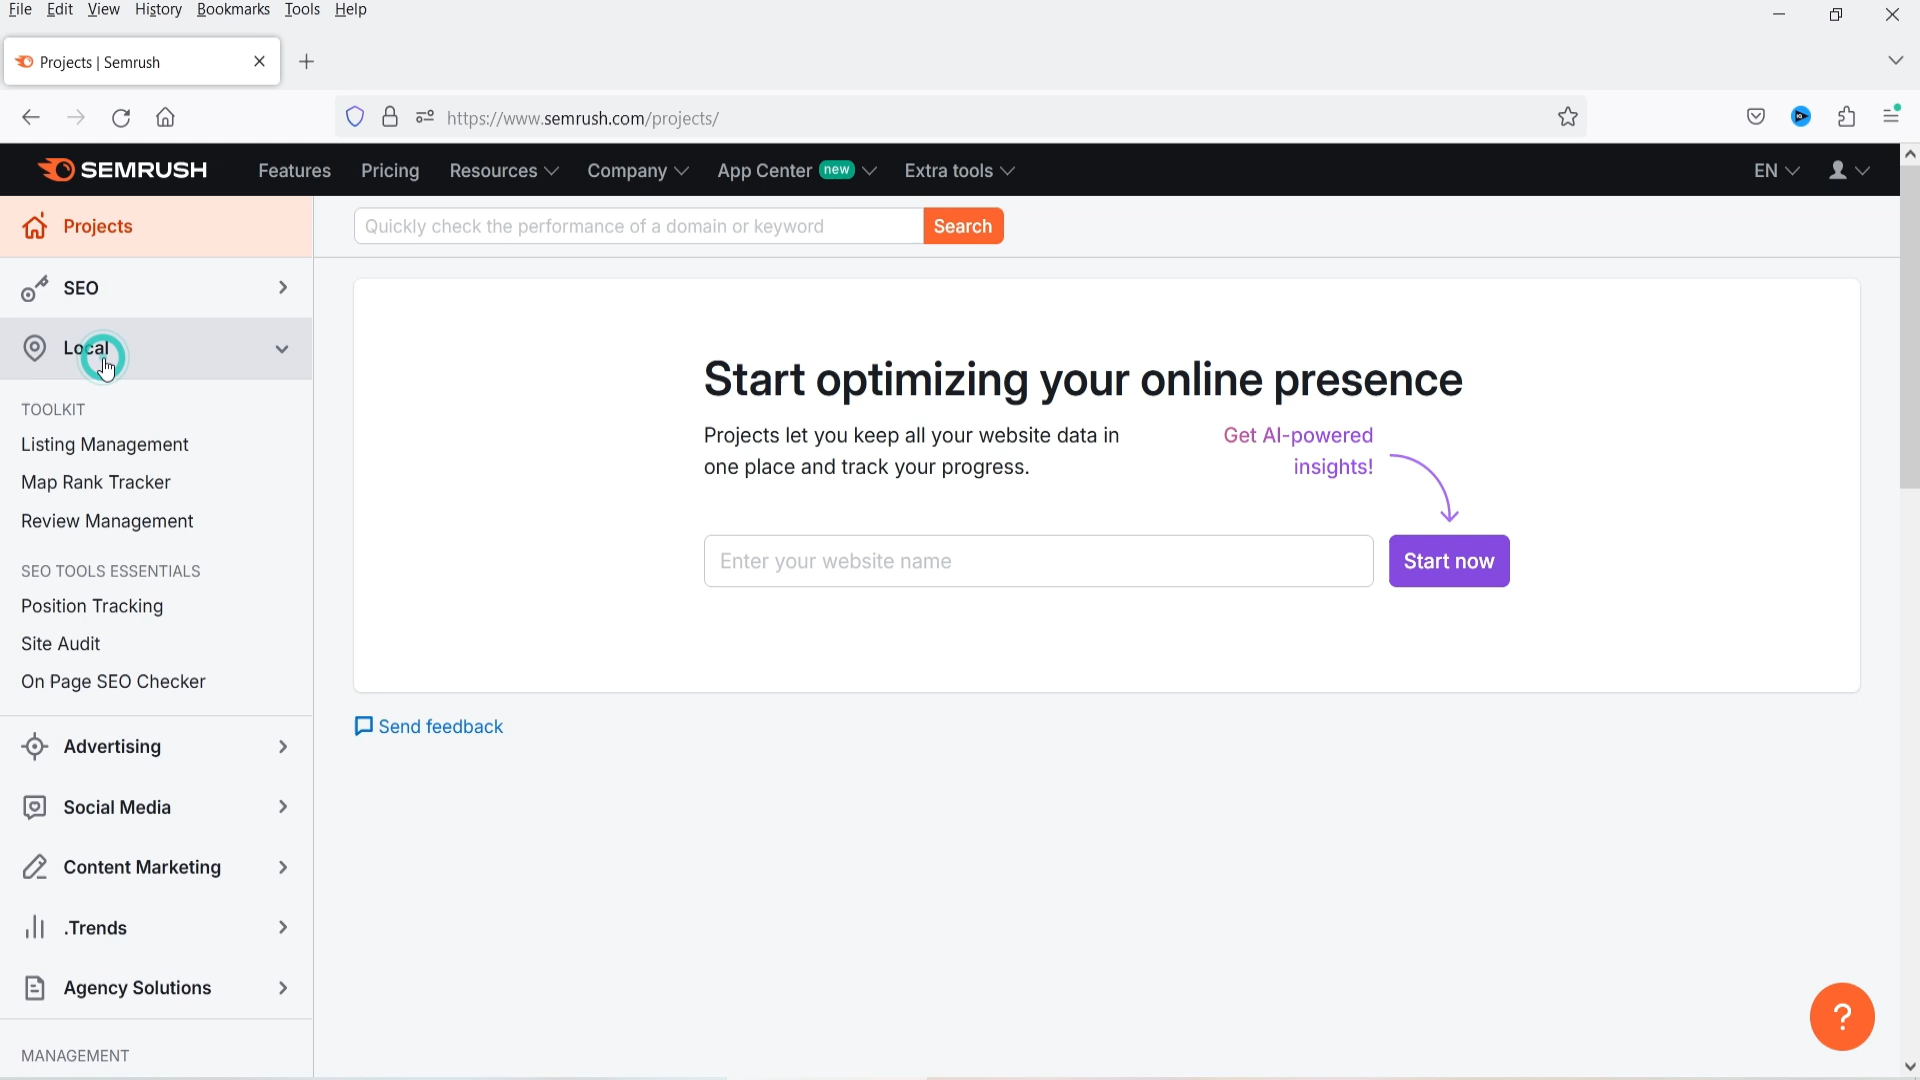 File Edit View History Bookmarks Tools Help
Projects | Semrush
https://www.semrush.com/projects/
SEMRUSH Features Pricing Resources Company App Center new Extra tools EN
Projects
Quickly check the performance of a domain or keyword Search
SEO
Local
TOOLKIT
Listing Management
Map Rank Tracker
Review Management
SEO TOOLS ESSENTIALS
Position Tracking
Site Audit
On Page SEO Checker
Advertising
Social Media
Content Marketing
.Trends
Agency Solutions
MANAGEMENT
Start optimizing your online presence
Projects let you keep all your website data in
one place and track your progress.
Get AI-powered
insights!
Enter your website name Start now
Send feedback
?